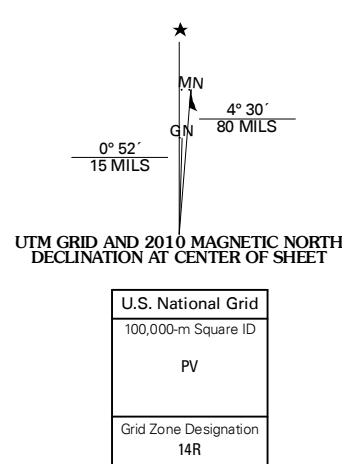 MN
4° 30´
80 MILS
GN
0° 52´
15 MILS
UTM GRID AND 2010 MAGNETIC NORTH
DECLINATION AT CENTER OF SHEET
U.S. National Grid
100,000-m Square ID
PV
Grid Zone Designation
14R